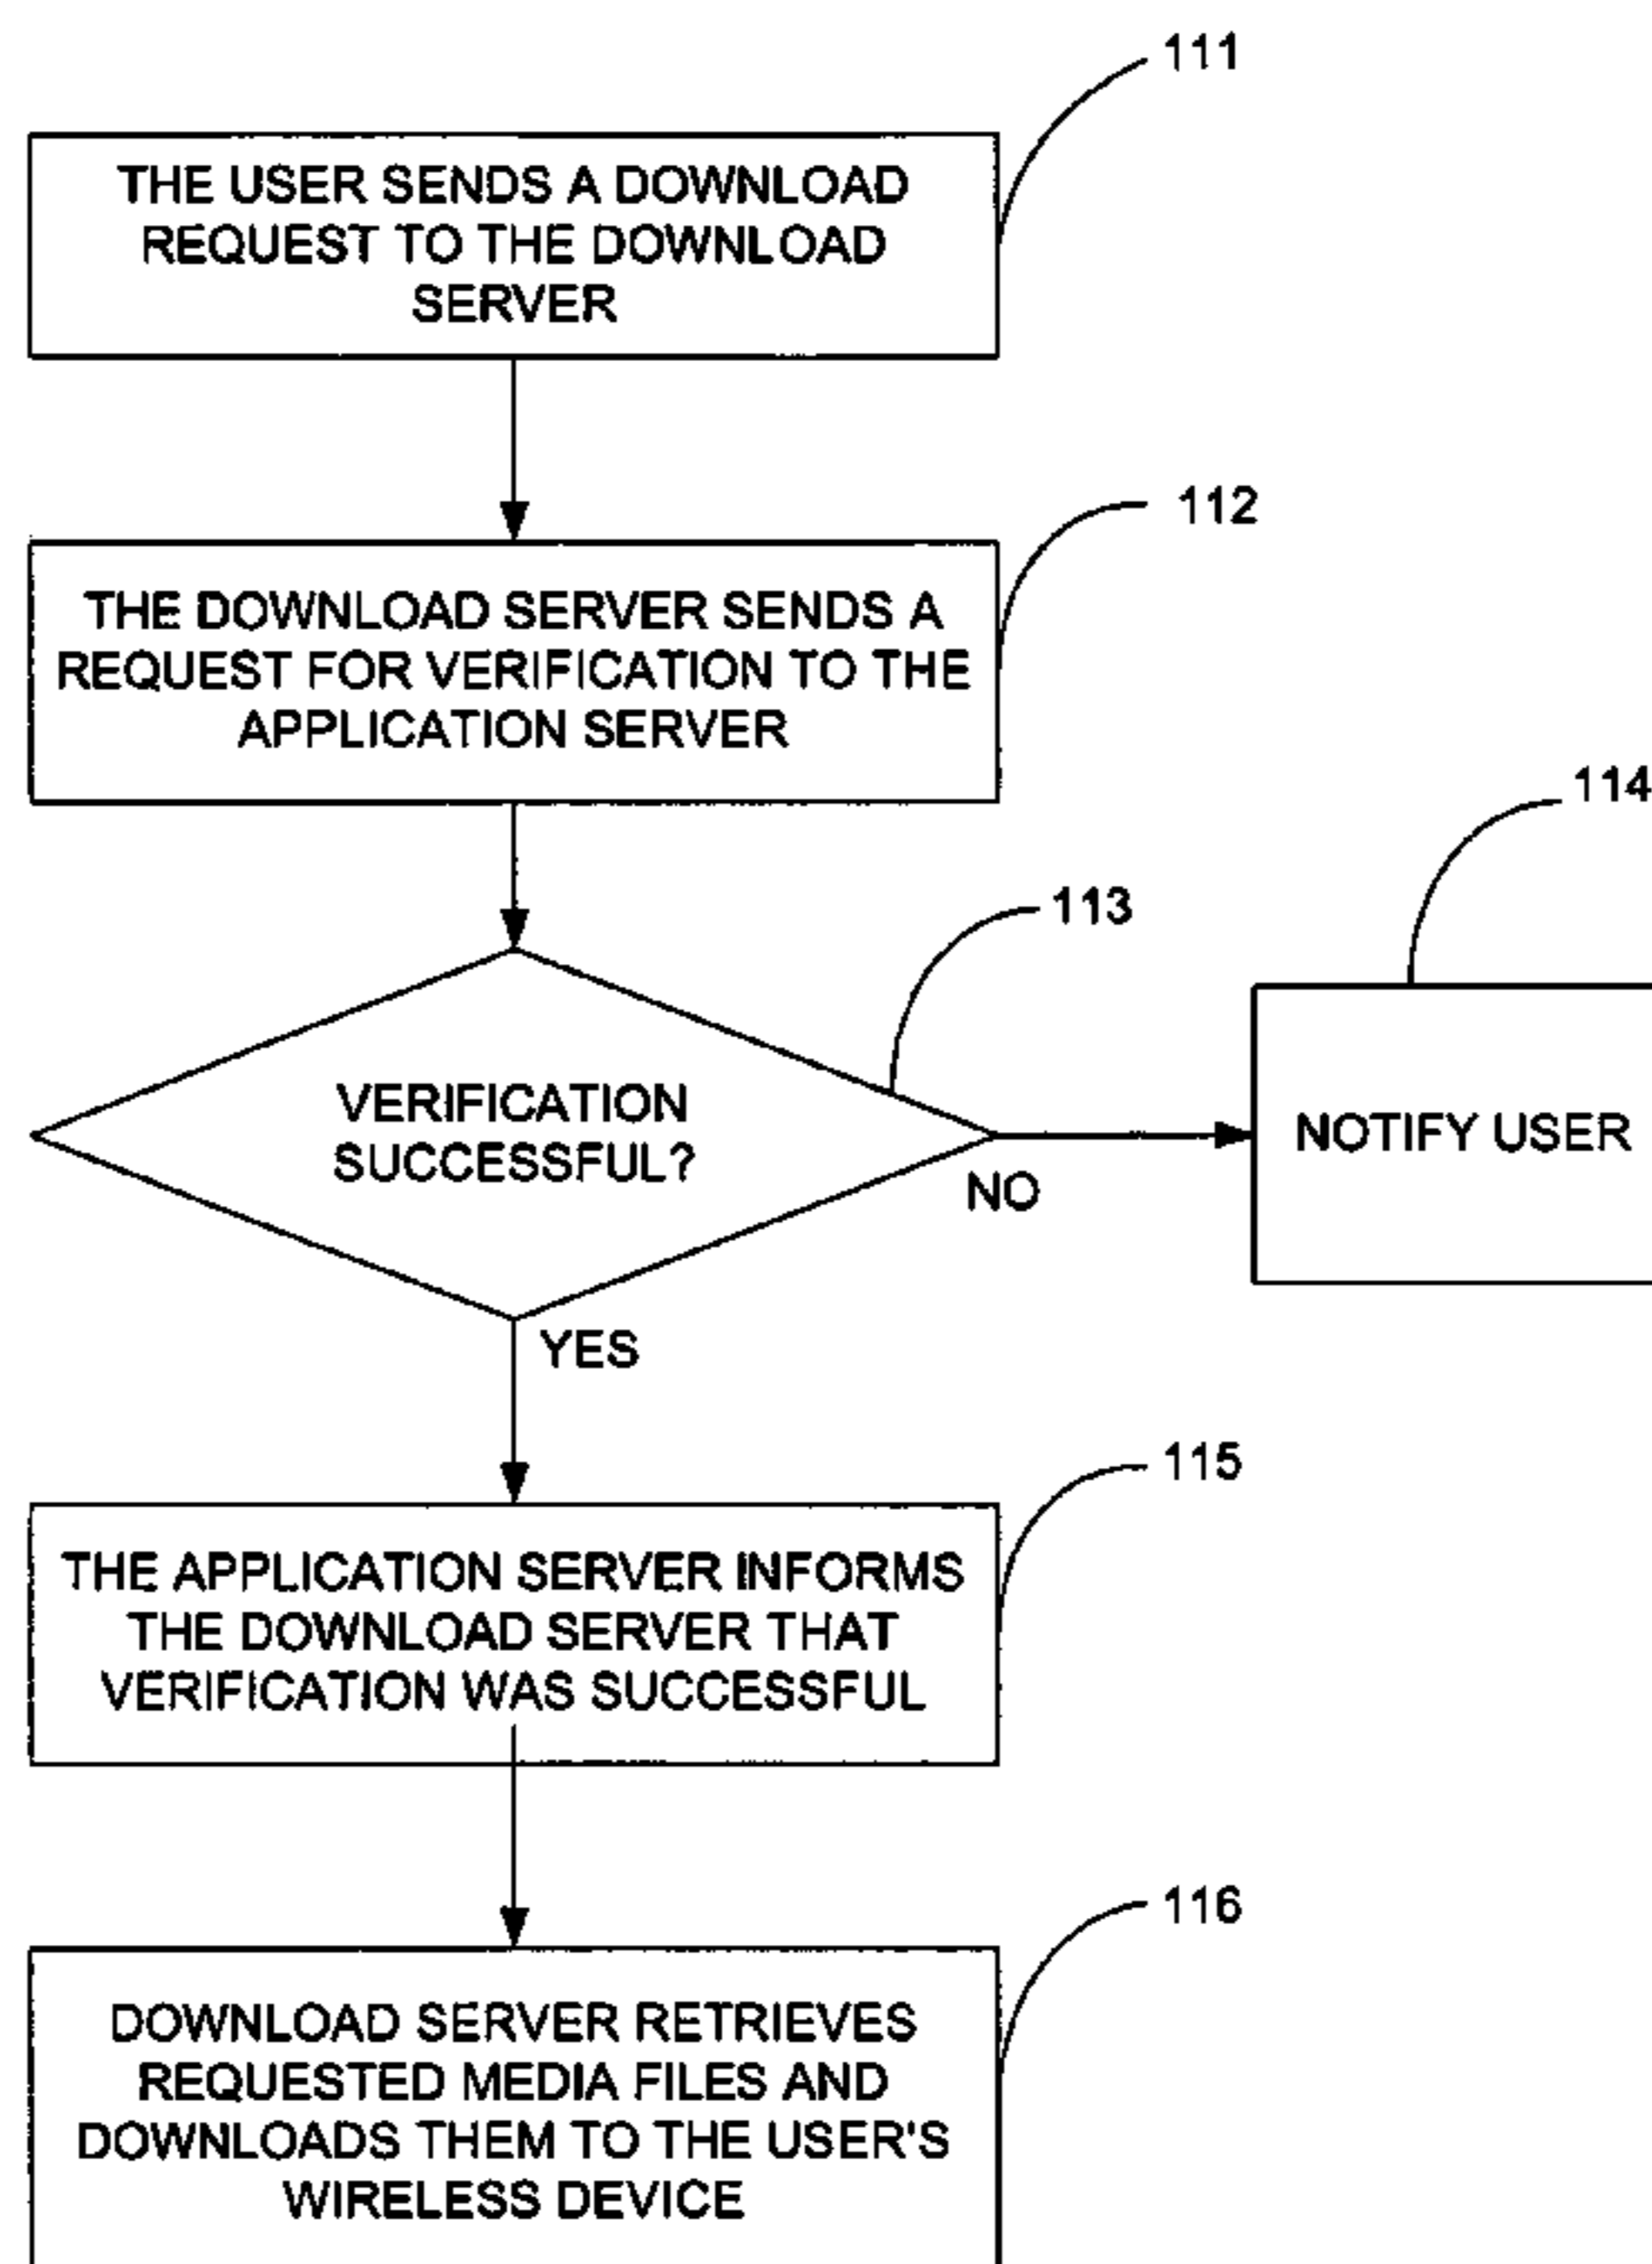 111
THE USER SENDS A DOWNLOAD
REQUEST TO THE DOWNLOAD
SERVER
112
THE DOWNLOAD SERVER SENDS A
REQUEST FOR VERIFICATION TO THE
APPLICATION SERVER
114
113
VERIFICATION
SUCCESSFUL?
NOTIFY USER
NO
YES
115
THE APPLICATION SERVER INFORMS
THE DOWNLOAD SERVER THAT
VERIFICATION WAS SUCCESSFUL
116
DOWNLOAD SERVER RETRIEVES
REQUESTED MEDIA FILES AND
DOWNLOADS THEM TO THE USER'S
WIRELESS DEVICE